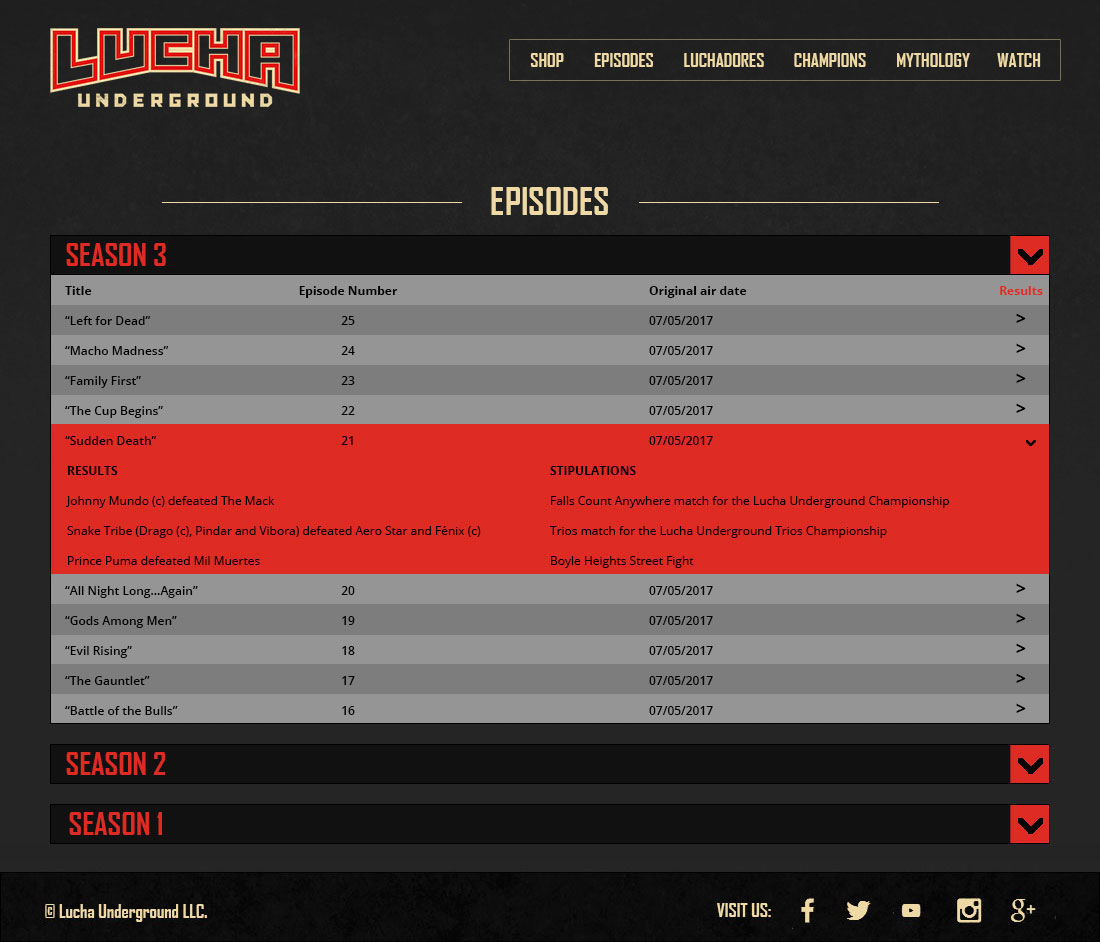 LUCHA
UNDERGROUND
SHOP EPISODES LUCHADORES CHAMPIONS MYTHOLOGY WATCH
EPISODES
SEASON 3
Title Episode Number Original air date Results
“Left for Dead” 25 07/05/2017 >
“Macho Madness” 24 07/05/2017 >
“Family First” 23 07/05/2017 >
“The Cup Begins” 22 07/05/2017 >
“Sudden Death” 21 07/05/2017
RESULTS STIPULATIONS
Johnny Mundo (c) defeated The Mack Falls Count Anywhere match for the Lucha Underground Championship
Snake Tribe (Drago (c), Pindar and Vibora) defeated Aero Star and Fénix (c) Trios match for the Lucha Underground Trios Championship
Prince Puma defeated Mil Muertes Boyle Heights Street Fight
“All Night Long...Again” 20 07/05/2017 >
“Gods Among Men” 19 07/05/2017 >
“Evil Rising” 18 07/05/2017 >
“The Gauntlet” 17 07/05/2017 >
“Battle of the Bulls” 16 07/05/2017 >
SEASON 2
SEASON 1
© Lucha Underground LLC. VISIT US: g+